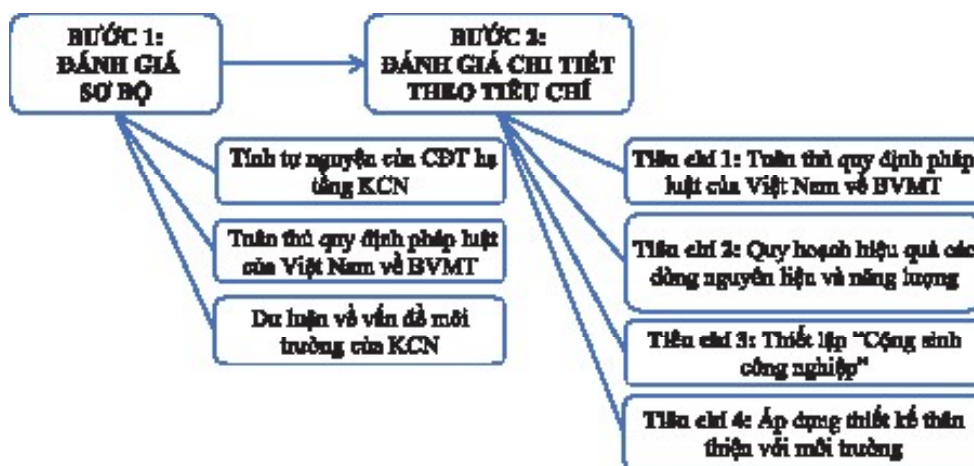 BƯỚC 1:
ĐÁNH GIÁ
SƠ BỘ
BƯỚC 2:
ĐÁNH GIÁ CHI TIẾT
THEO TIÊU CHÍ
Tính tự nguyện của CĐT hạ
tầng KCN
Tuân thủ quy định pháp luật
của Việt Nam về BVMT
Dư luận về vấn đề môi
trường của KCN
Tiêu chí 1: Tuân thủ quy định pháp
luật của Việt Nam về BVMT
Tiêu chí 2: Quy hoạch hiệu quả các
dòng nguyên liệu và năng lượng
Tiêu chí 3: Thiết lập "Cộng sinh
công nghiệp"
Tiêu chí 4: Áp dụng thiết kế thân
thiện với môi trường